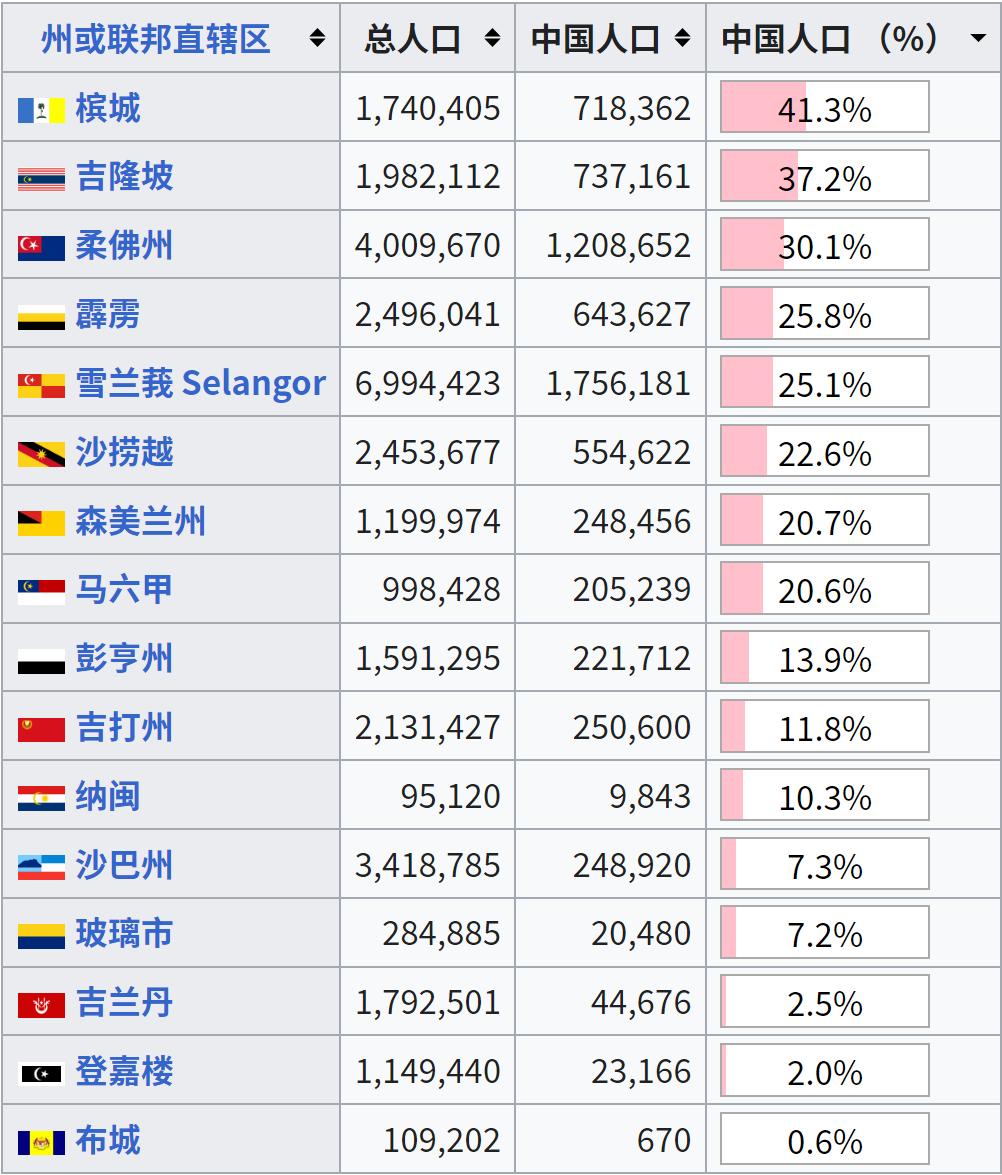 州或联邦直辖区 总人口 中国人口 中国人口 （%）
槟城 1,740,405 718,362 41.3%
吉隆坡 1,982,112 737,161 37.2%
柔佛州 4,009,670 1,208,652 30.1%
霹雳 2,496,041 643,627 25.8%
雪兰莪 Selangor 6,994,423 1,756,181 25.1%
沙捞越 2,453,677 554,622 22.6%
森美兰州 1,199,974 248,456 20.7%
马六甲 998,428 205,239 20.6%
彭亨州 1,591,295 221,712 13.9%
吉打州 2,131,427 250,600 11.8%
纳闽 95,120 9,843 10.3%
沙巴州 3,418,785 248,920 7.3%
玻璃市 284,885 20,480 7.2%
吉兰丹 1,792,501 44,676 2.5%
登嘉楼 1,149,440 23,166 2.0%
布城 109,202 670 0.6%